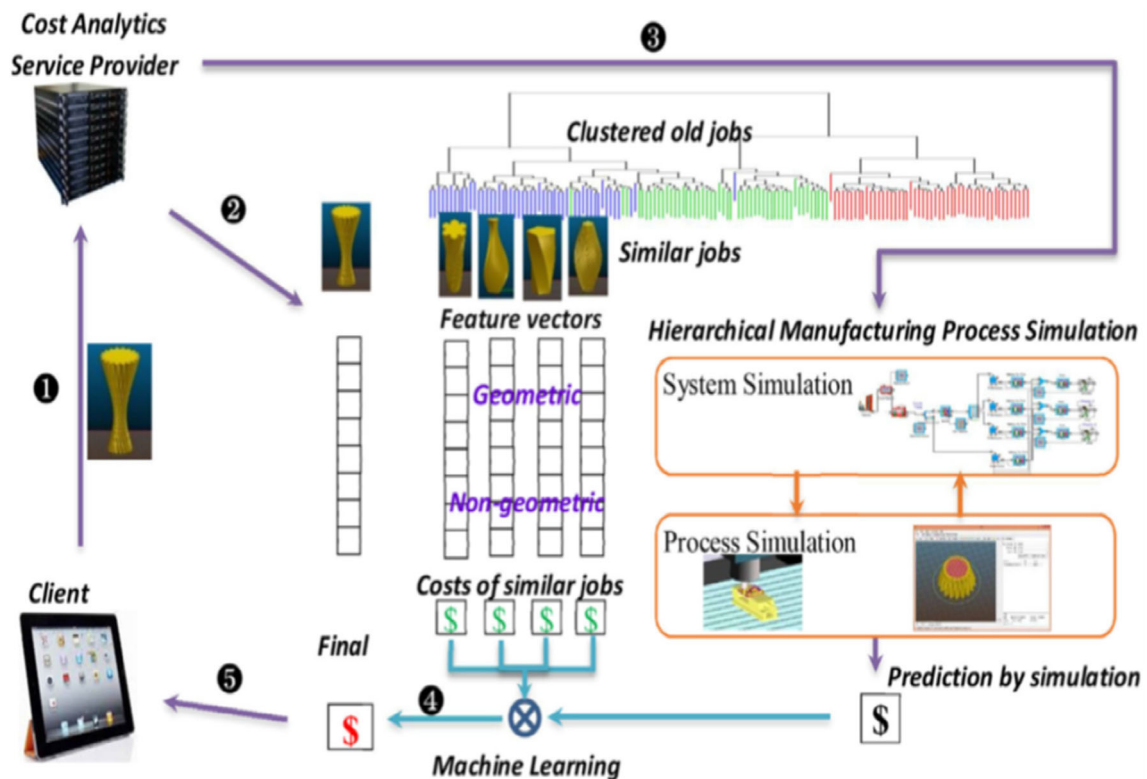 Cost Analytics
Service Provider
❸
Clustered old jobs
❷
Similar jobs
Feature vectors
Hierarchical Manufacturing Process Simulation
System Simulation
❶
Geometric
Non-geometric
Process Simulation
Costs of similar jobs
Client
$ $ $ $
Final
Prediction by simulation
❺
❹
$
$
Machine Learning